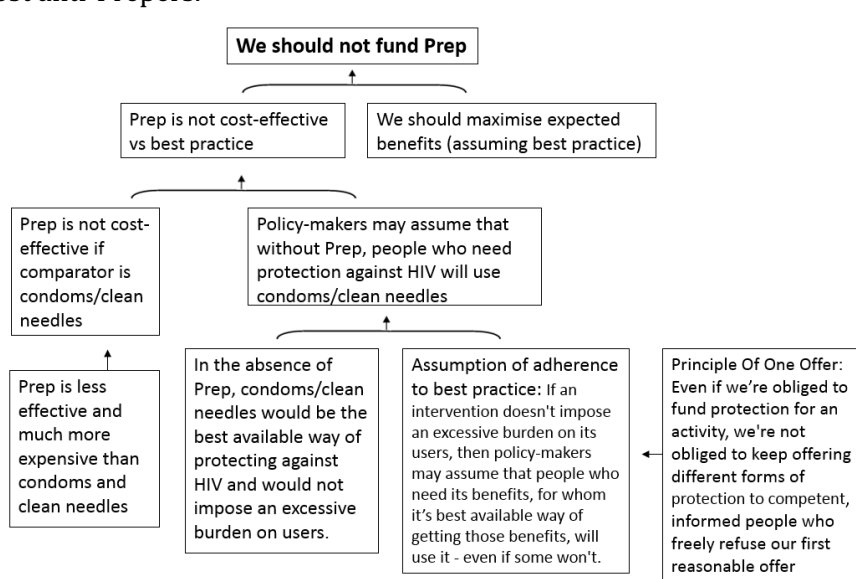 We should not fund Prep
Prep is not cost-effective
vs best practice
We should maximise expected
benefits (assuming best practice)
Prep is not cost-
effective if
comparator is
condoms/clean
needles
Policy-makers may assume that
without Prep, people who need
protection against HIV will use
condoms/clean needles
Prep is less
effective and
much more
expensive than
condoms and
clean needles
In the absence of
Prep, condoms/clean
needles would be the
best available way of
protecting against
HIV and would not
impose an excessive
burden on users.
Assumption of adherence
to best practice: If an
intervention doesn't impose
an excessive burden on its
users, then policy-makers
may assume that people who
need its benefits, for whom
it's best available way of
getting those benefits, will
use it - even if some won't.
Principle Of One Offer:
Even if we're obliged to
fund protection for an
activity, we're not
obliged to keep offering
different forms of
protection to competent,
informed people who
freely refuse our first
reasonable offer